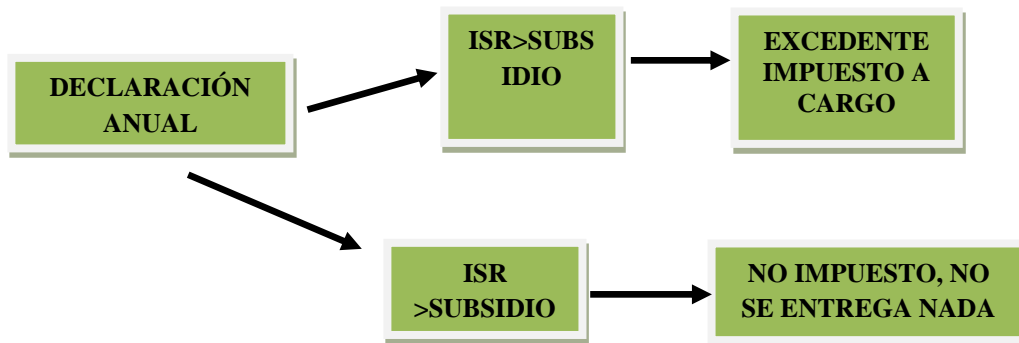 DECLARACIÓN
ANUAL
ISR>SUBS
IDIO
EXCEDENTE
IMPUESTO A
CARGO
ISR
>SUBSIDIO
NO IMPUESTO, NO
SE ENTREGA NADA